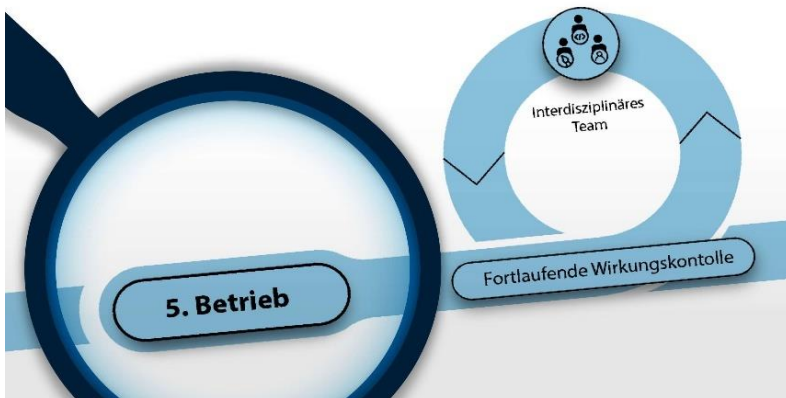 Interdisziplinäres
Team
5. Betrieb
Fortlaufende Wirkungskontolle